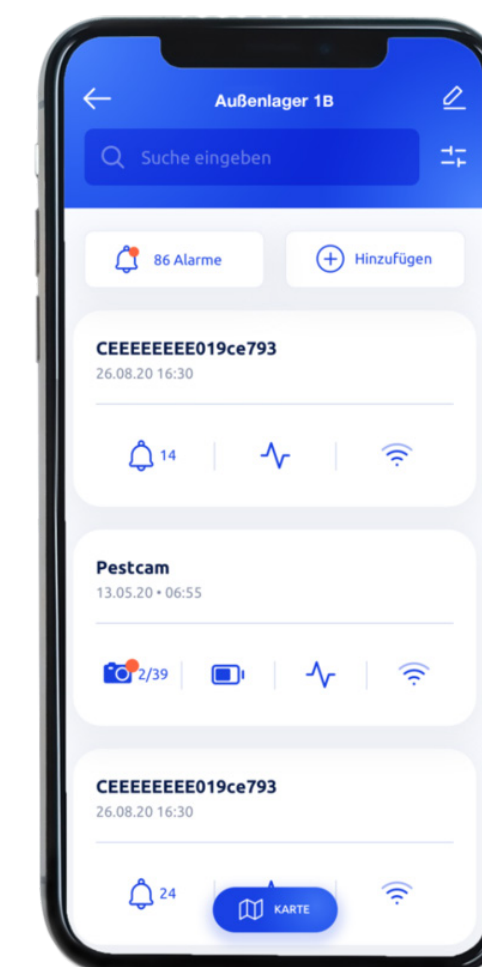 Außenlager 1B
Suche eingeben
86 Alarme
Hinzufügen
CEEEEEEEE019ce793
26.08.20 16:30
14
Pestcam
13.05.20 • 06:55
2/39
CEEEEEEEE019ce793
26.08.20 16:30
24
KARTE